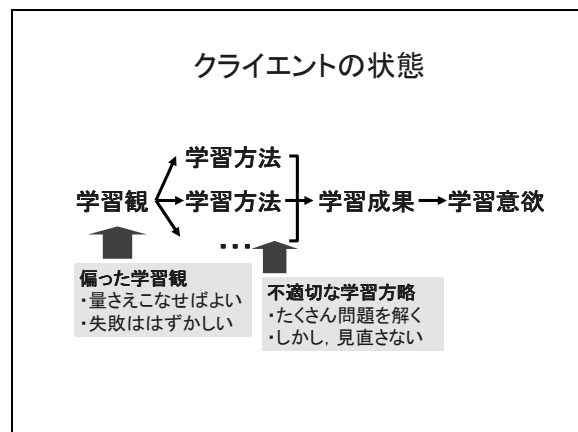 クライエントの状態
学習方法
学習観 学習方法 学習成果 学習意欲
…
偏った学習観
・量さえこなせばよい
・失敗ははずかしい
不適切な学習方略
・たくさん問題を解く
・しかし，見直さない